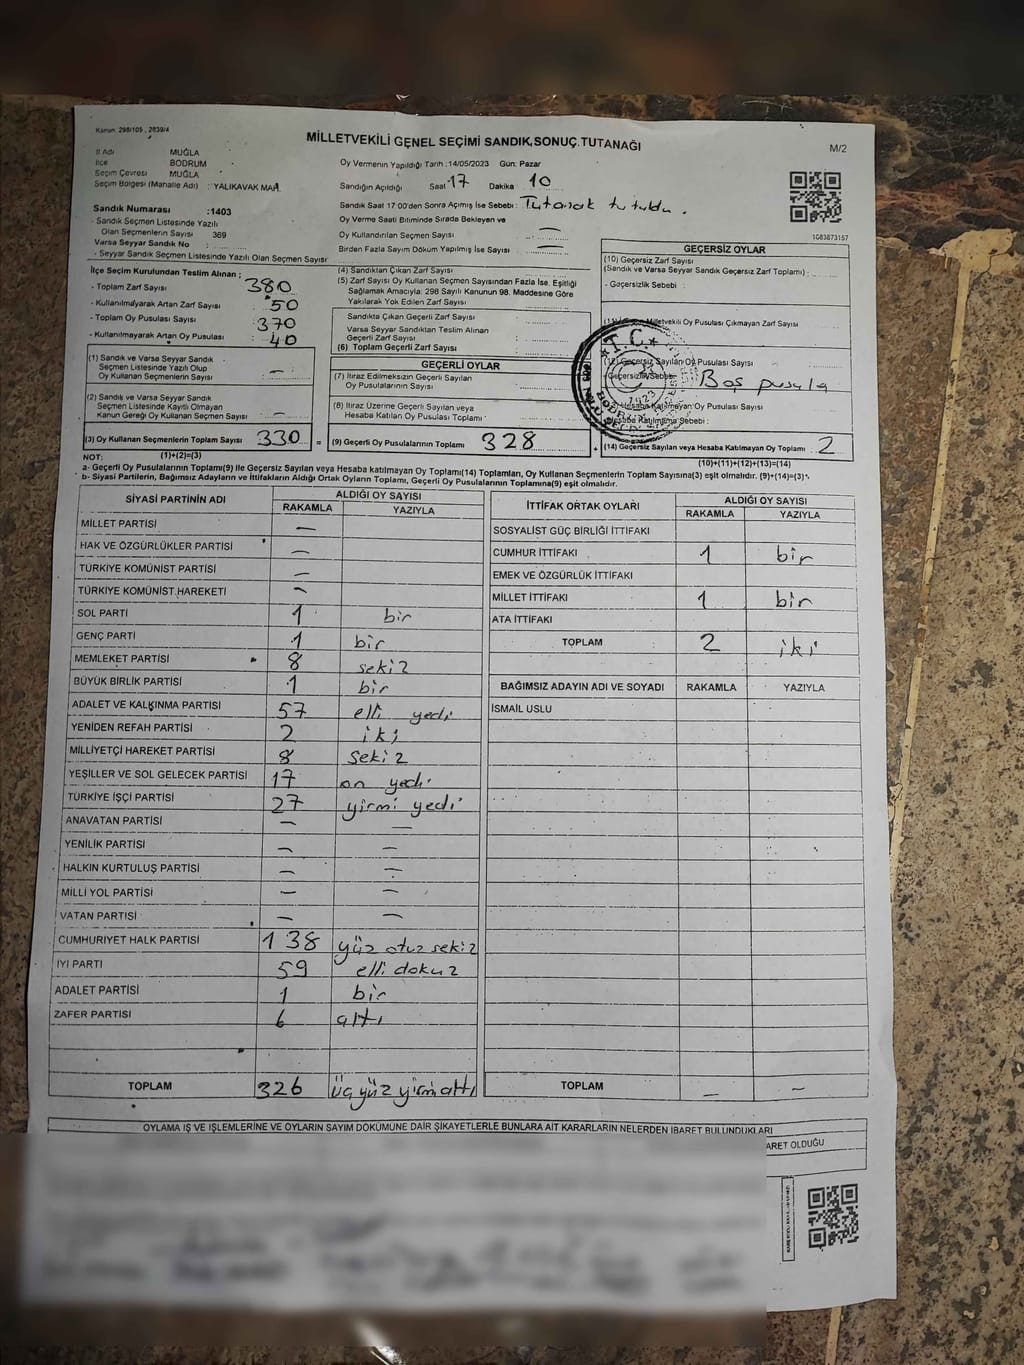 Kanun. 298/105, 2839/4
MİLLETVEKİLİ GENEL SEÇİMİ SANDIK SONUÇ TUTANAĞI
M/2
İl Adı MUĞLA
İlçe BODRUM
Seçim Çevresi MUĞLA
Seçim Bölgesi (Mahalle Adı) : YALIKAVAK MAH.
Oy Vermenin Yapıldığı Tarih : 14/05/2023 Gün: Pazar
Sandığın Açıldığı Saat 17 Dakika 10
Sandık Saat 17:00'den Sonra Açılmış İse Sebebi : Tutanak tutuldu.
Sandık Numarası :1403
- Sandık Seçmen Listesinde Yazılı
Olan Seçmenlerin Sayısı : 369
Varsa Seyyar Sandık No :
- Seyyar Sandık Seçmen Listesinde Yazılı Olan Seçmen Sayısı :
Oy Verme Saati Bitiminde Sırada Bekleyen ve
Oy Kullandırılan Seçmen Sayısı : —
Birden Fazla Sayım Döküm Yapılmış İse Sayısı : —
1G83873157
İlçe Seçim Kurulundan Teslim Alınan ;
- Toplam Zarf Sayısı : 380
- Kullanılmayarak Artan Zarf Sayısı : 50
- Toplam Oy Pusulası Sayısı : 370
- Kullanılmayarak Artan Oy Pusulası : 40
(1) Sandık ve Varsa Seyyar Sandık
Seçmen Listesinde Yazılı Olup
Oy Kullanan Seçmenlerin Sayısı : —
(2) Sandık ve Varsa Seyyar Sandık
Seçmen Listesinde Kayıtlı Olmayan
Kanun Gereği Oy Kullanan Seçmen Sayısı : —
(3) Oy Kullanan Seçmenlerin Toplam Sayısı : 330 =
(4) Sandıktan Çıkan Zarf Sayısı :
(5) Zarf Sayısı Oy Kullanan Seçmen Sayısından Fazla İse, Eşitliği
Sağlamak Amacıyla: 298 Sayılı Kanunun 98. Maddesine Göre
Yakılarak Yok Edilen Zarf Sayısı :
Sandıkta Çıkan Geçerli Zarf Sayısı :
Varsa Seyyar Sandıktan Teslim Alınan
Geçerli Zarf Sayısı :
(6) Toplam Geçerli Zarf Sayısı :
GEÇERLİ OYLAR
(7) İtiraz Edilmeksizin Geçerli Sayılan
Oy Pusulalarının Sayısı :
(8) İtiraz Üzerine Geçerli Sayılan veya
Hesaba Katılan Oy Pusulası Toplamı :
(9) Geçerli Oy Pusulalarının Toplamı : 328 +
GEÇERSİZ OYLAR
(10) Geçersiz Zarf Sayısı
(Sandık ve Varsa Seyyar Sandık Geçersiz Zarf Toplamı) :
- Geçersizlik Sebebi :
Milletvekili Oy Pusulası Çıkmayan Zarf Sayısı
(12) Geçersiz Sayılan Oy Pusulası Sayısı
Geçersizlik Sebebi Boş pusula
Hesaba Katılmayan Oy Pusulası Sayısı
Hesaba Katılmama Sebebi :
(14) Geçersiz Sayılan veya Hesaba Katılmayan Oy Toplamı : 2
T.C.
BODRUM
NOT: (1)+(2)=(3)
(10)+(11)+(12)+(13)=(14)
a- Geçerli Oy Pusulalarının Toplamı(9) ile Geçersiz Sayılan veya Hesaba katılmayan Oy Toplamı(14) Toplamları, Oy Kullanan Seçmenlerin Toplam Sayısına(3) eşit olmalıdır. (9)+(14)=(3)
b- Siyasi Partilerin, Bağımsız Adayların ve İttifakların Aldığı Ortak Oyların Toplamı, Geçerli Oy Pusulalarının Toplamına(9) eşit olmalıdır.
SİYASİ PARTİNİN ADI ALDIĞI OY SAYISI
RAKAMLA YAZIYLA
MİLLET PARTİSİ —
HAK VE ÖZGÜRLÜKLER PARTİSİ —
TÜRKİYE KOMÜNİST PARTİSİ —
TÜRKİYE KOMÜNİST HAREKETİ —
SOL PARTİ 1 bir
GENÇ PARTİ 1 bir
MEMLEKET PARTİSİ 8 sekiz
BÜYÜK BİRLİK PARTİSİ 1 bir
ADALET VE KALKINMA PARTİSİ 57 elli yedi
YENİDEN REFAH PARTİSİ 2 iki
MİLLİYETÇİ HAREKET PARTİSİ 8 sekiz
YEŞİLLER VE SOL GELECEK PARTİSİ 17 on yedi
TÜRKİYE İŞÇİ PARTİSİ 27 yirmi yedi
ANAVATAN PARTİSİ — —
YENİLİK PARTİSİ — —
HALKIN KURTULUŞ PARTİSİ — —
MİLLİ YOL PARTİSİ — —
VATAN PARTİSİ — —
CUMHURİYET HALK PARTİSİ 138 yüz otuz sekiz
İYİ PARTİ 59 elli dokuz
ADALET PARTİSİ 1 bir
ZAFER PARTİSİ 6 altı
TOPLAM 326 üç yüz yirmi altı
İTTİFAK ORTAK OYLARI ALDIĞI OY SAYISI
RAKAMLA YAZIYLA
SOSYALİST GÜÇ BİRLİĞİ İTTİFAKI
CUMHUR İTTİFAKI 1 bir
EMEK VE ÖZGÜRLÜK İTTİFAKI
MİLLET İTTİFAKI 1 bir
ATA İTTİFAKI
TOPLAM 2 iki
BAĞIMSIZ ADAYIN ADI VE SOYADI RAKAMLA YAZIYLA
İSMAİL USLU
TOPLAM — —
OYLAMA İŞ VE İŞLEMLERİNE VE OYLARIN SAYIM DÖKÜMÜNE DAİR ŞİKAYETLERLE BUNLARA AİT KARARLARIN NELERDEN İBARET BULUNDUKLARI
ARET OLDUĞU